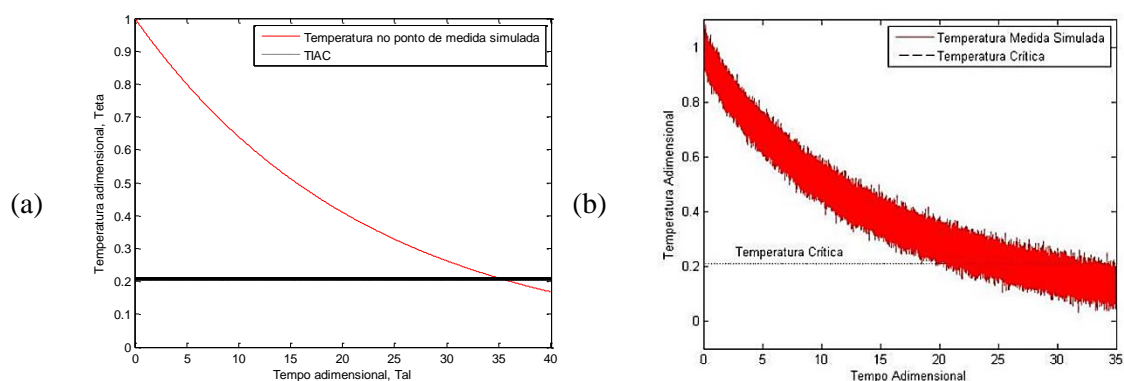 (a)
Temperatura adimensional, Teta
1
0.9
0.8
0.7
0.6
0.5
0.4
0.3
0.2
0.1
0
0 5 10 15 20 25 30 35 40
Tempo adimensional, Tal
Temperatura no ponto de medida simulada
TIAC
(b)
Temperatura Adimensional
1
0.8
0.6
0.4
0.2
0
0 5 10 15 20 25 30 35
Tempo Adimensional
Temperatura Medida Simulada
Temperatura Crítica
Temperatura Crítica